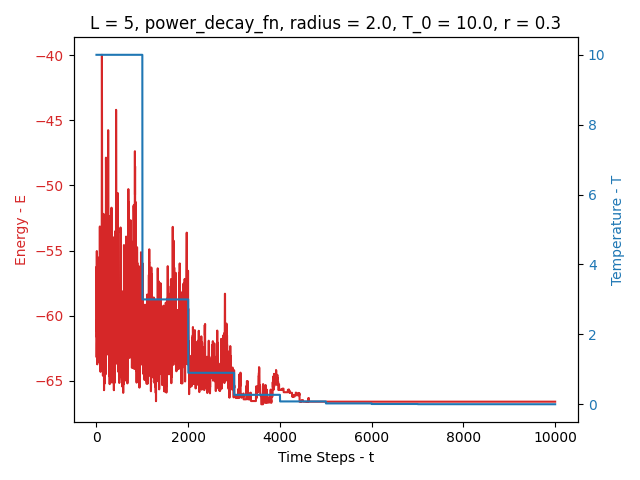 L = 5, power_decay_fn, radius = 2.0, T_0 = 10.0, r = 0.3
−40
−45
−50
−55
−60
−65
Energy - E
10
8
6
4
2
0
Temperature - T
0 2000 4000 6000 8000 10000
Time Steps - t